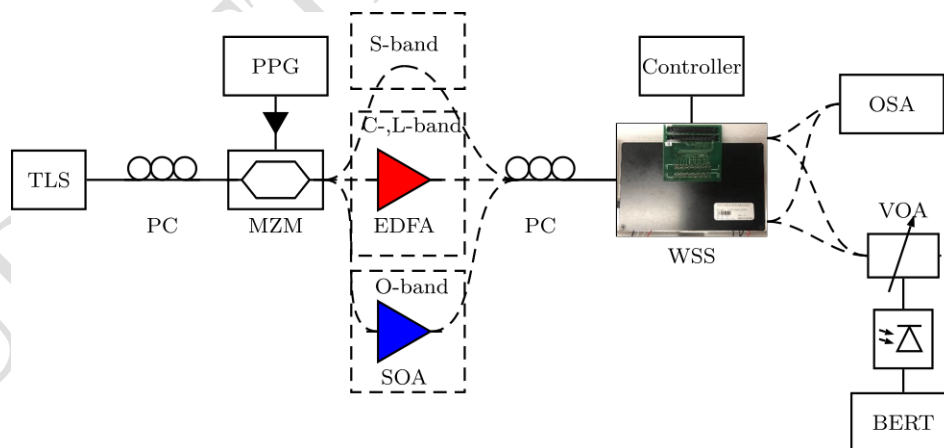 S-band
PPG
Controller
OSA
C-,L-band
TLS
PC
MZM
EDFA
PC
WSS
VOA
O-band
SOA
BERT